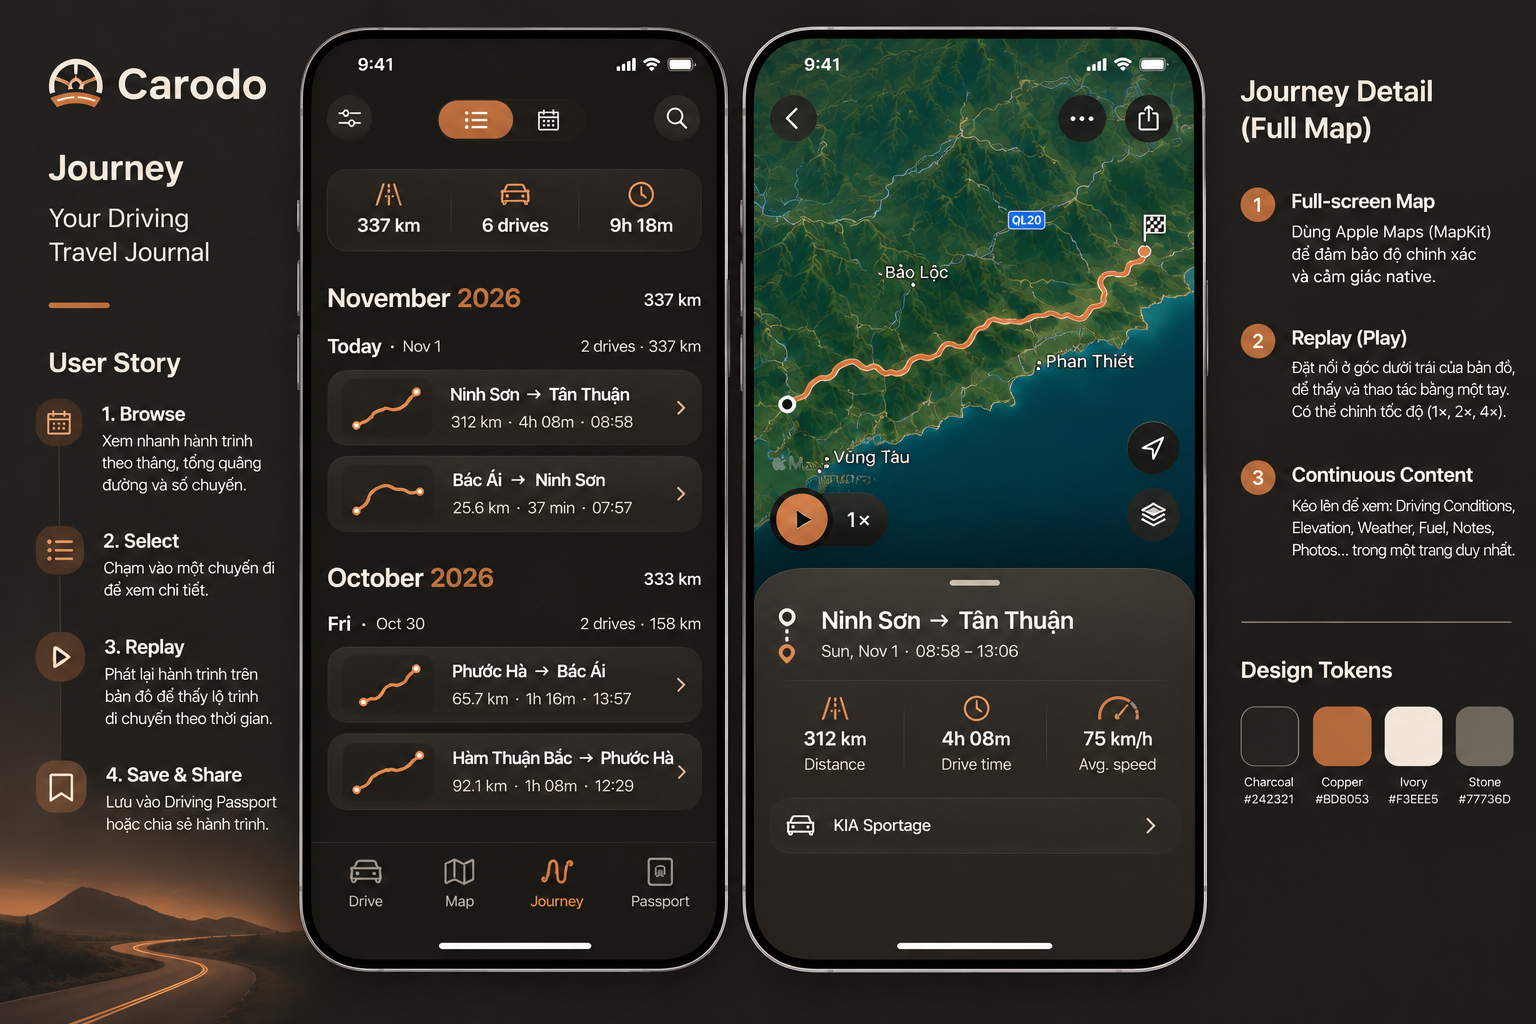 Carodo
Journey
Your Driving
Travel Journal
User Story
1. Browse
Xem nhanh hành trình
theo tháng, tổng quãng
đường và số chuyến.
2. Select
Chạm vào một chuyến đi
để xem chi tiết.
3. Replay
Phát lại hành trình trên
bản đồ để thấy lộ trình
di chuyển theo thời gian.
4. Save & Share
Lưu vào Driving Passport
hoặc chia sẻ hành trình.
9:41
337 km
6 drives
9h 18m
November 2026
337 km
Today · Nov 1
2 drives · 337 km
Ninh Sơn → Tân Thuận
312 km · 4h 08m · 08:58
Bác Ái → Ninh Sơn
25.6 km · 37 min · 07:57
October 2026
333 km
Fri · Oct 30
2 drives · 158 km
Phước Hà → Bác Ái
65.7 km · 1h 16m · 13:57
Hàm Thuận Bắc → Phước Hà
92.1 km · 1h 08m · 12:29
Drive
Map
Journey
Passport
9:41
QL20
Bảo Lộc
Phan Thiết
Vũng Tàu
1×
Ninh Sơn → Tân Thuận
Sun, Nov 1 · 08:58 – 13:06
312 km
Distance
4h 08m
Drive time
75 km/h
Avg. speed
KIA Sportage
Journey Detail
(Full Map)
1
Full-screen Map
Dùng Apple Maps (MapKit)
để đảm bảo độ chính xác
và cảm giác native.
2
Replay (Play)
Đặt nổi ở góc dưới trái của bản đồ,
dễ thấy và thao tác bằng một tay.
Có thể chỉnh tốc độ (1×, 2×, 4×).
3
Continuous Content
Kéo lên để xem: Driving Conditions,
Elevation, Weather, Fuel, Notes,
Photos... trong một trang duy nhất.
Design Tokens
Charcoal
#242321
Copper
#BD8053
Ivory
#F3EEE5
Stone
#77736D